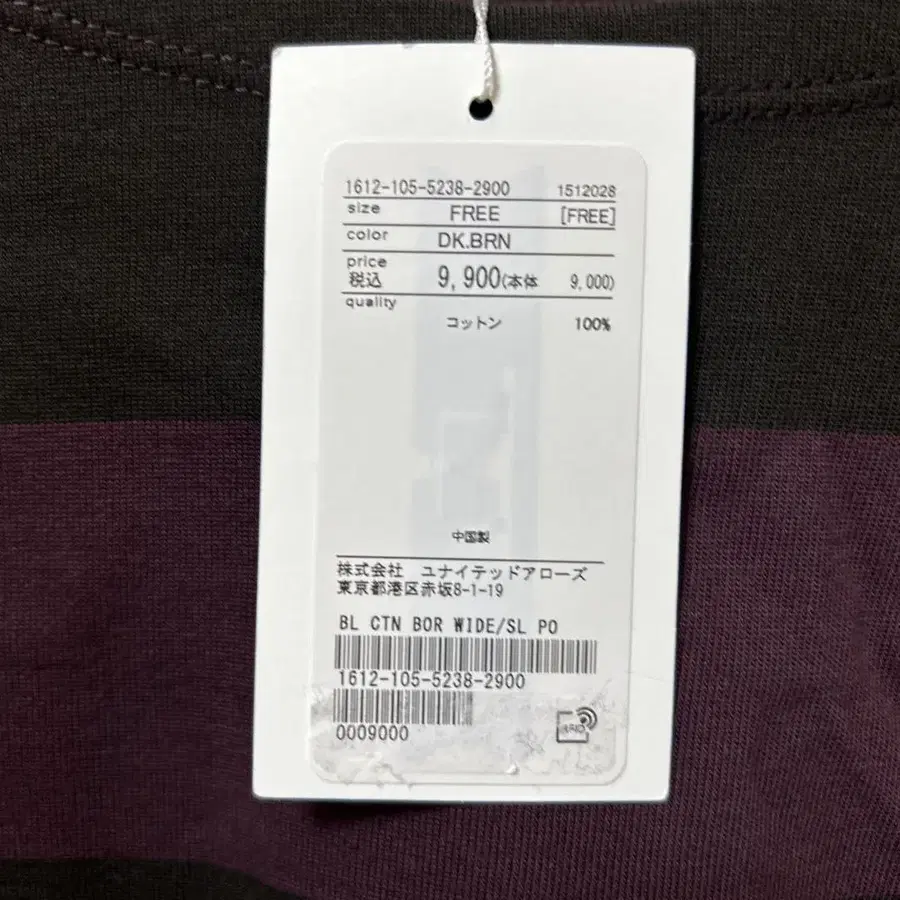 1612-105-5238-2900 1512028
size FREE [FREE]
color DK.BRN
price
税込 9,900(本体 9,000)
quality
コットン 100%
中国製
株式会社 ユナイテッドアローズ
東京都港区赤坂8-1-19
BL CTN BOR WIDE/SL PO
1612-105-5238-2900
0009000
RFID